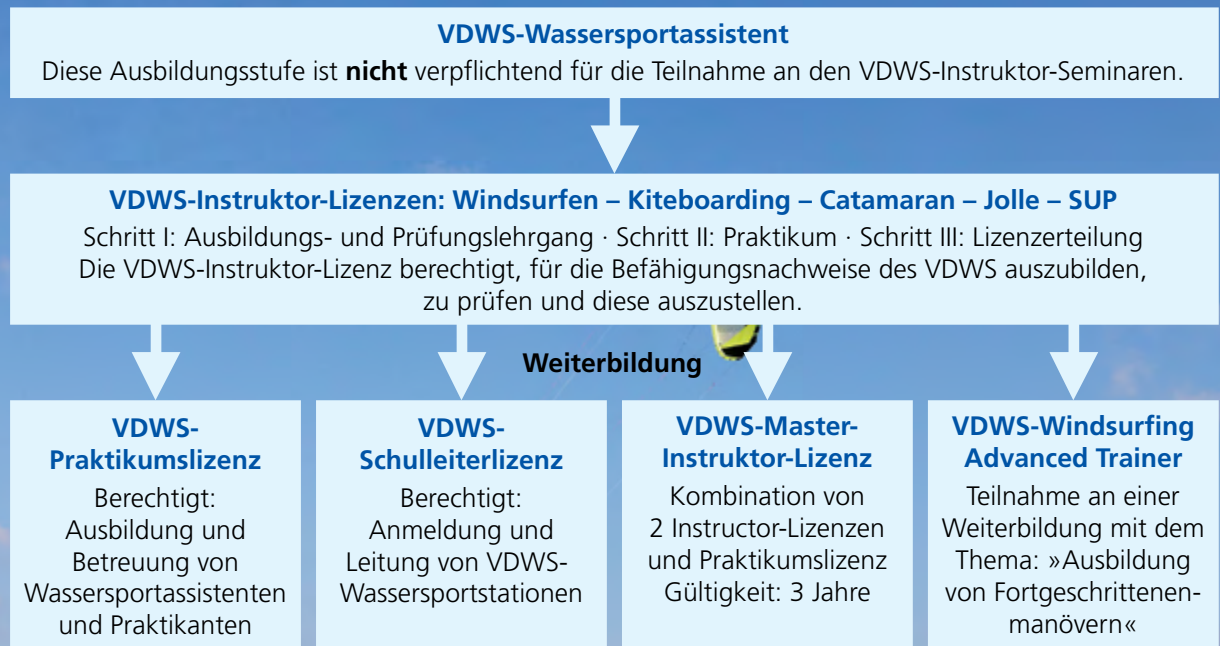 VDWS-Wassersportassistent
Diese Ausbildungsstufe ist nicht verpflichtend für die Teilnahme an den VDWS-Instruktor-Seminaren.
VDWS-Instruktor-Lizenzen: Windsurfen – Kiteboarding – Catamaran – Jolle – SUP
Schritt I: Ausbildungs- und Prüfungslehrgang · Schritt II: Praktikum · Schritt III: Lizenzerteilung
Die VDWS-Instruktor-Lizenz berechtigt, für die Befähigungsnachweise des VDWS auszubilden,
zu prüfen und diese auszustellen.
Weiterbildung
VDWS-
Praktikumslizenz
Berechtigt:
Ausbildung und
Betreuung von
Wassersportassistenten
und Praktikanten
VDWS-
Schulleiterlizenz
Berechtigt:
Anmeldung und
Leitung von VDWS-
Wassersportstationen
VDWS-Master-
Instruktor-Lizenz
Kombination von
2 Instructor-Lizenzen
und Praktikumslizenz
Gültigkeit: 3 Jahre
VDWS-Windsurfing
Advanced Trainer
Teilnahme an einer
Weiterbildung mit dem
Thema: »Ausbildung
von Fortgeschrittenen-
manövern«